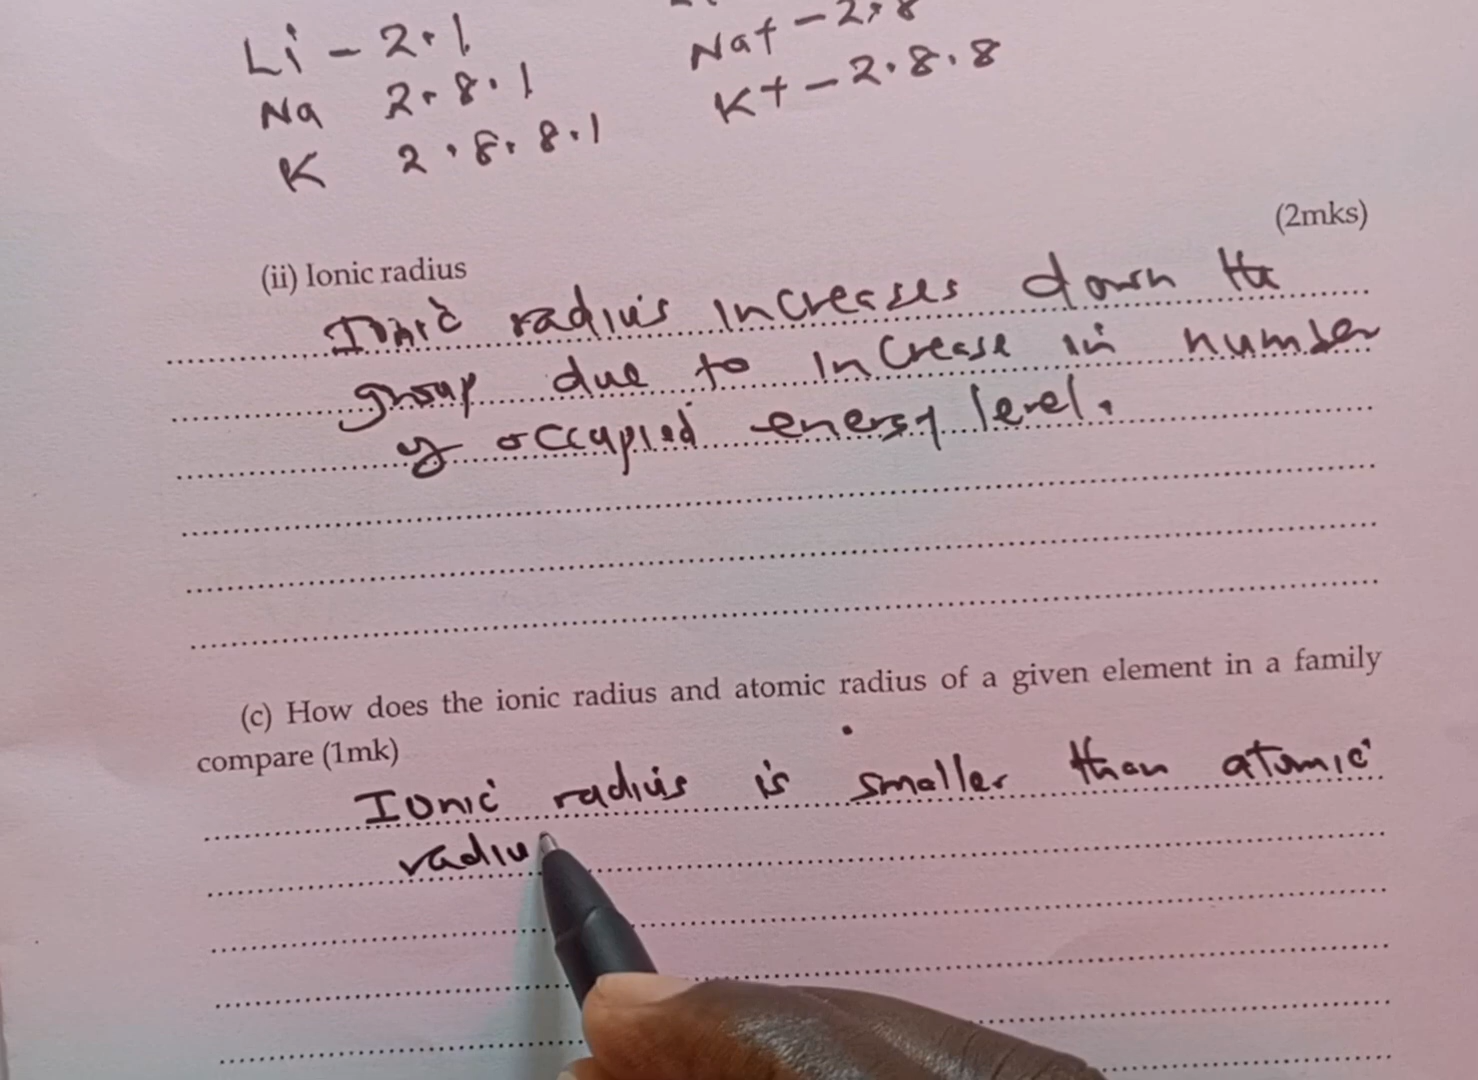 Li - 2.1
Na+ - 2.8
Na 2.8.1
K+ - 2.8.8
K 2.8.8.1
(2mks)
(ii) Ionic radius
Ionic radius increases down the
group due to increase in number
of occupied energy level.
(c) How does the ionic radius and atomic radius of a given element in a family
compare (1mk)
Ionic radius is smaller than atomic
radiu